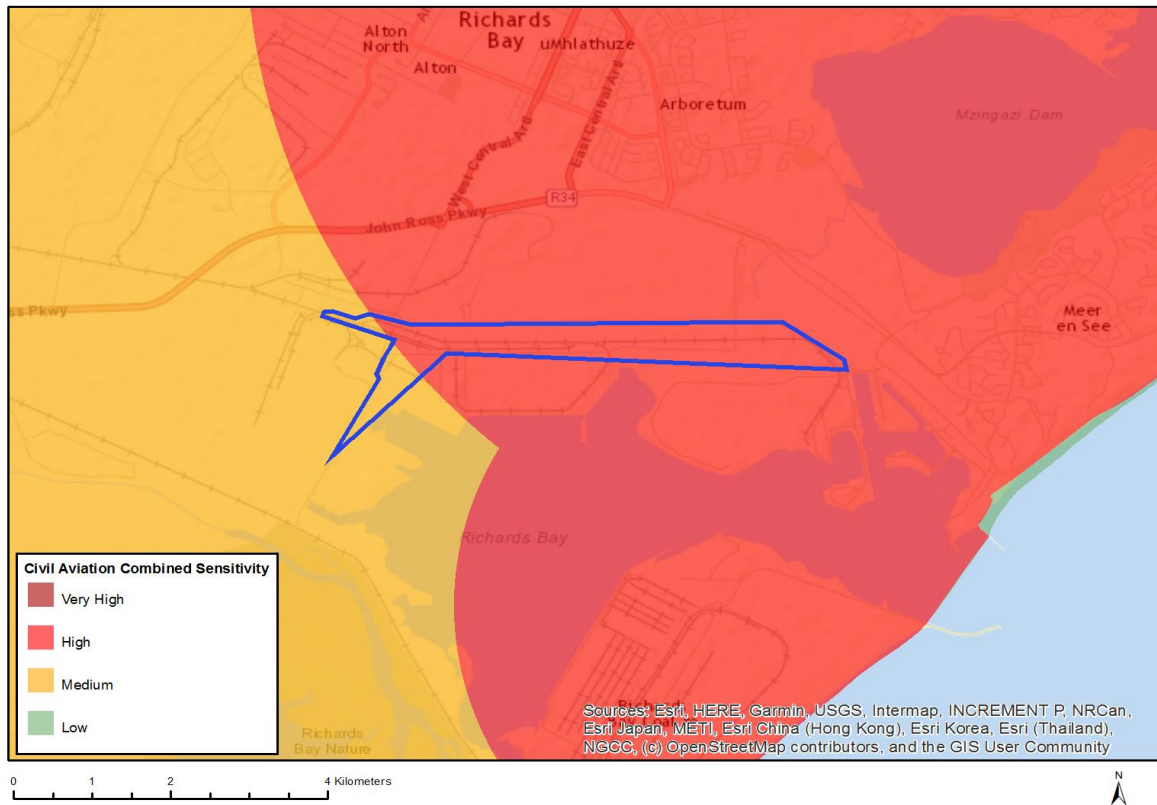 Richards
Bay
uMhlathuze
Alton
North
Alton
Arboretum
Mzingazi Dam
West Central Artl
East Central Artl
R34
John Ross Pkwy
ss Pkwy
Meer
en See
Richards Bay
Richards
Bay Nature
Civil Aviation Combined Sensitivity
Very High
High
Medium
Low
Sources: Esri, HERE, Garmin, USGS, Intermap, INCREMENT P, NRCan,
Esri Japan, METI, Esri China (Hong Kong), Esri Korea, Esri (Thailand),
NGCC, (c) OpenStreetMap contributors, and the GIS User Community
0 1 2 4 Kilometers
N